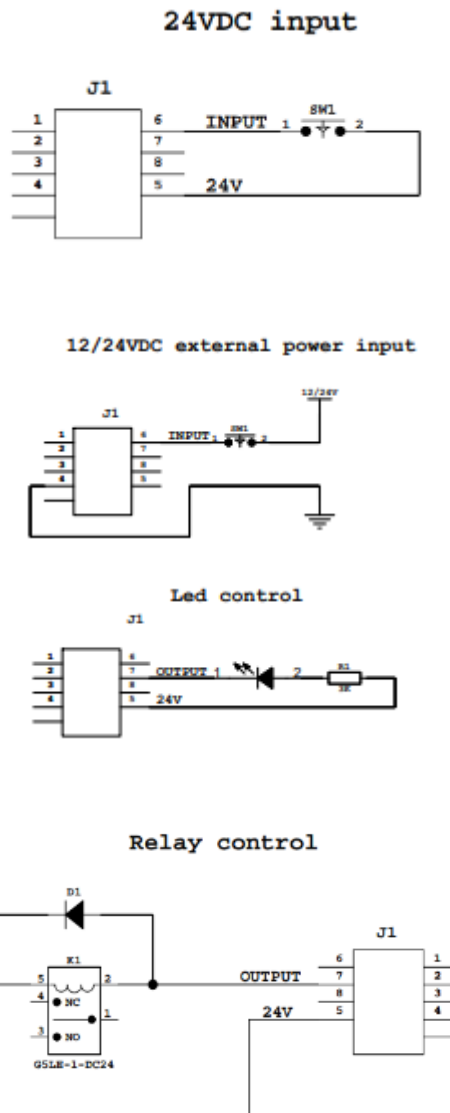 24VDC input
J1
1 6 INPUT 1 SW1 2
2 7
3 8
4 5 24V
12/24VDC external power input
12/24V
J1
1 6 INPUT 1 SW1 2
2 7
3 8
4 5
Led control
J1
1 6
2 7 OUTPUT 1 2 R1
3 8 3K
4 5 24V
Relay control
D1
J1
K1
6 1
5 2 OUTPUT 7 2
4 NC 8 3
1 24V 5 4
3 NO
G5LE-1-DC24